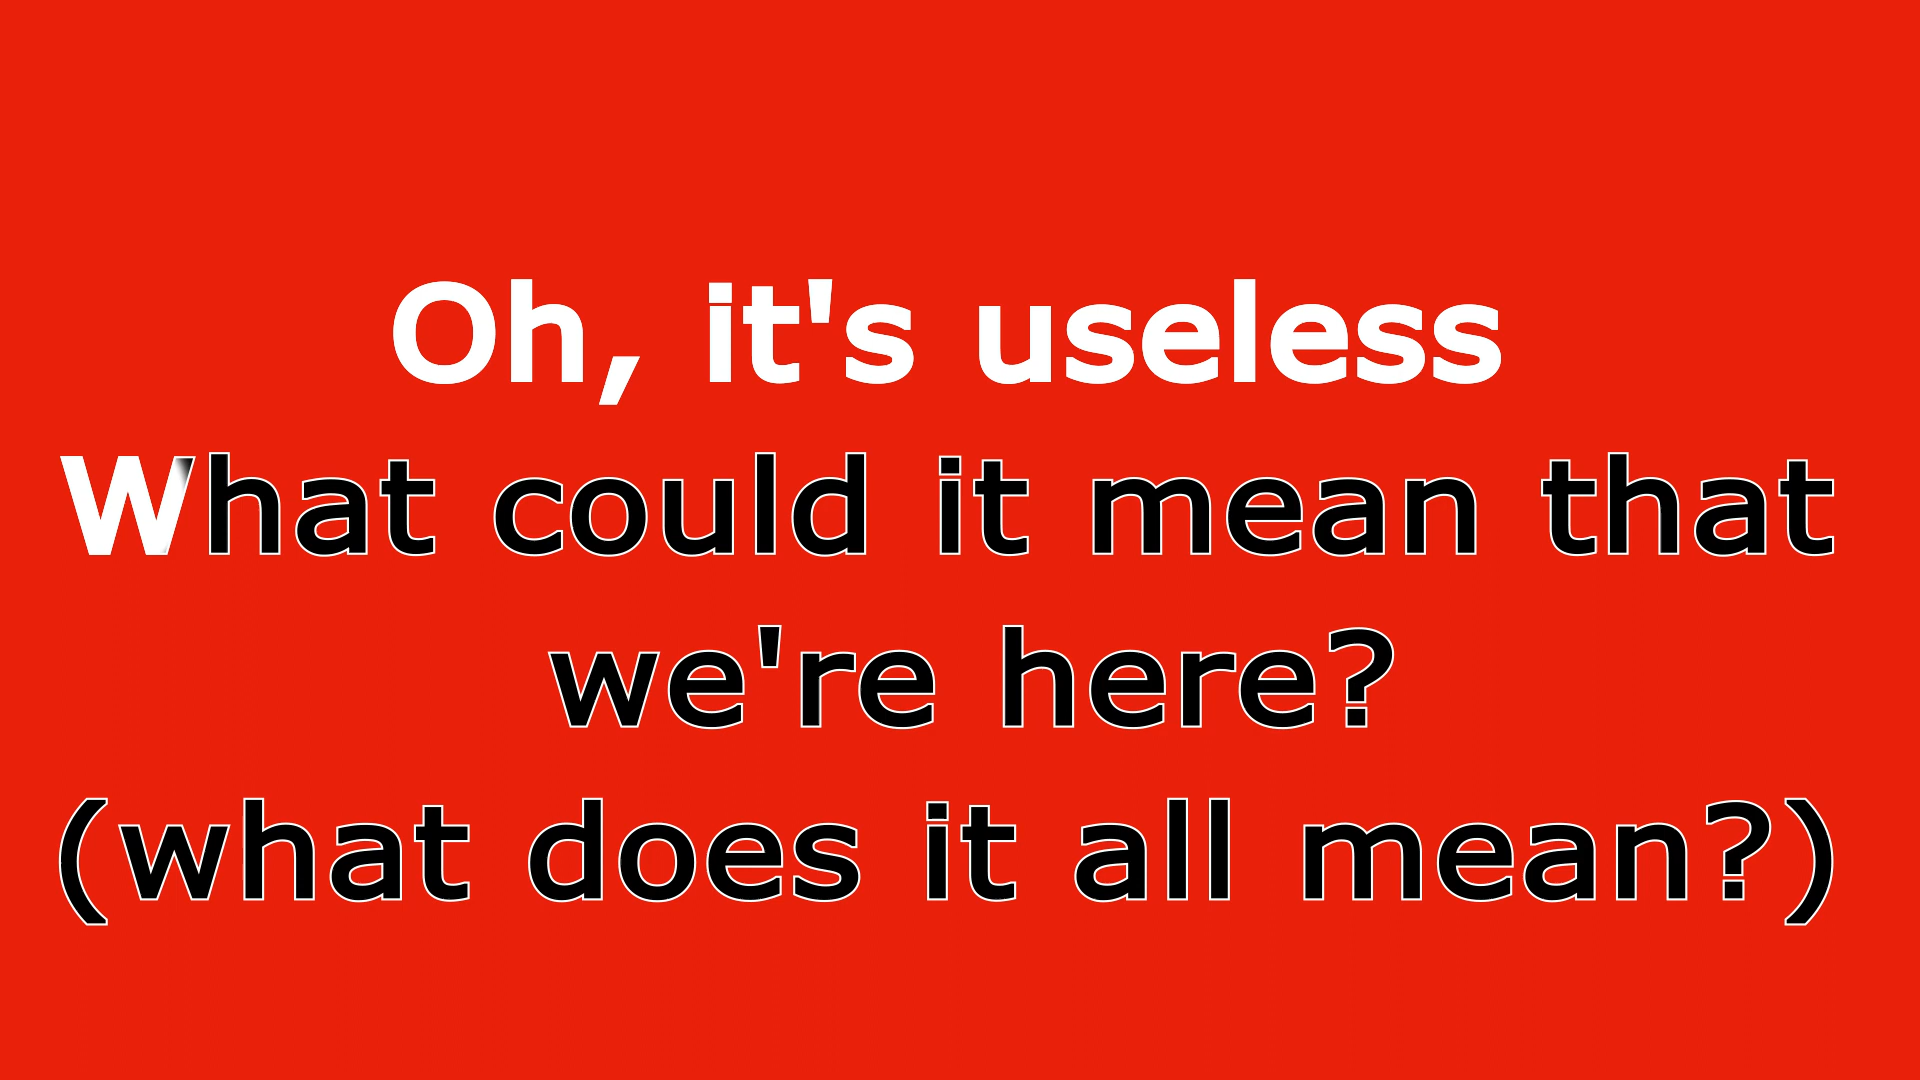 Oh, it's useless
What could it mean that
we're here?
(what does it all mean?)